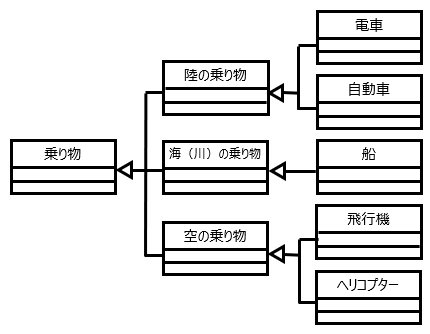 電車
陸の乗り物
自動車
乗り物
海（川）の乗り物
船
空の乗り物
飛行機
ヘリコプター